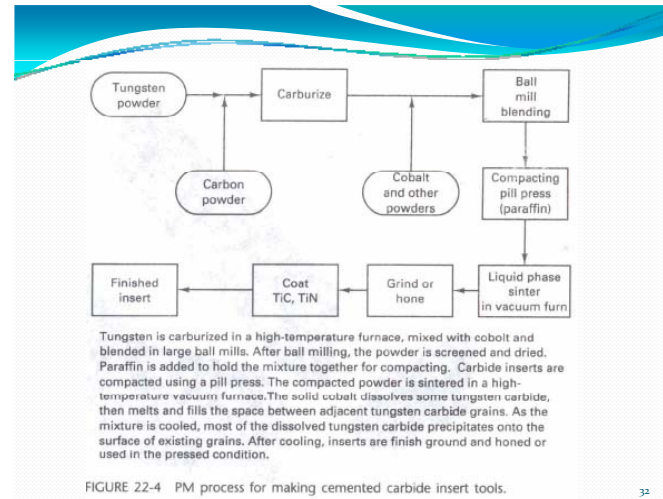 Tungsten
powder
Carburize
Ball
mill
blending
Carbon
powder
Cobalt
and other
powders
Compacting
pill press
(paraffin)
Finished
insert
Coat
TiC, TiN
Grind or
hone
Liquid phase
sinter
in vacuum furn
Tungsten is carburized in a high-temperature furnace, mixed with cobolt and
blended in large ball mills. After ball milling, the powder is screened and dried.
Paraffin is added to hold the mixture together for compacting. Carbide inserts are
compacted using a pill press. The compacted powder is sintered in a high-
temperature vacuum furnace.The solid cobalt dissolves some tungsten carbide,
then melts and fills the space between adjacent tungsten carbide grains. As the
mixture is cooled, most of the dissolved tungsten carbide precipitates onto the
surface of existing grains. After cooling, inserts are finish ground and honed or
used in the pressed condition.
FIGURE 22-4 PM process for making cemented carbide insert tools.
32